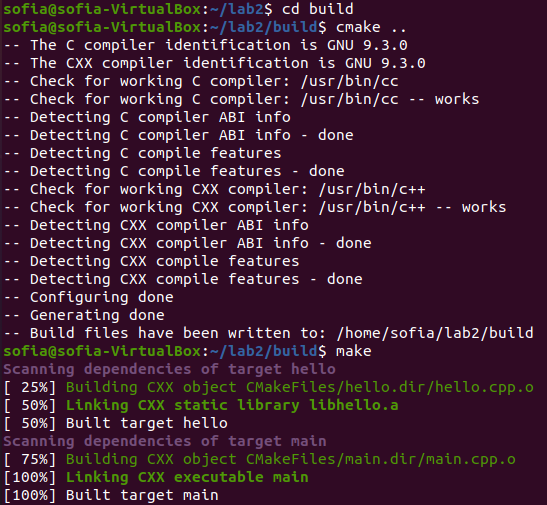 sofia@sofia-VirtualBox:~/lab2$ cd build
sofia@sofia-VirtualBox:~/lab2/build$ cmake ..
-- The C compiler identification is GNU 9.3.0
-- The CXX compiler identification is GNU 9.3.0
-- Check for working C compiler: /usr/bin/cc
-- Check for working C compiler: /usr/bin/cc -- works
-- Detecting C compiler ABI info
-- Detecting C compiler ABI info - done
-- Detecting C compile features
-- Detecting C compile features - done
-- Check for working CXX compiler: /usr/bin/c++
-- Check for working CXX compiler: /usr/bin/c++ -- works
-- Detecting CXX compiler ABI info
-- Detecting CXX compiler ABI info - done
-- Detecting CXX compile features
-- Detecting CXX compile features - done
-- Configuring done
-- Generating done
-- Build files have been written to: /home/sofia/lab2/build
sofia@sofia-VirtualBox:~/lab2/build$ make
Scanning dependencies of target hello
[ 25%] Building CXX object CMakeFiles/hello.dir/hello.cpp.o
[ 50%] Linking CXX static library libhello.a
[ 50%] Built target hello
Scanning dependencies of target main
[ 75%] Building CXX object CMakeFiles/main.dir/main.cpp.o
[100%] Linking CXX executable main
[100%] Built target main